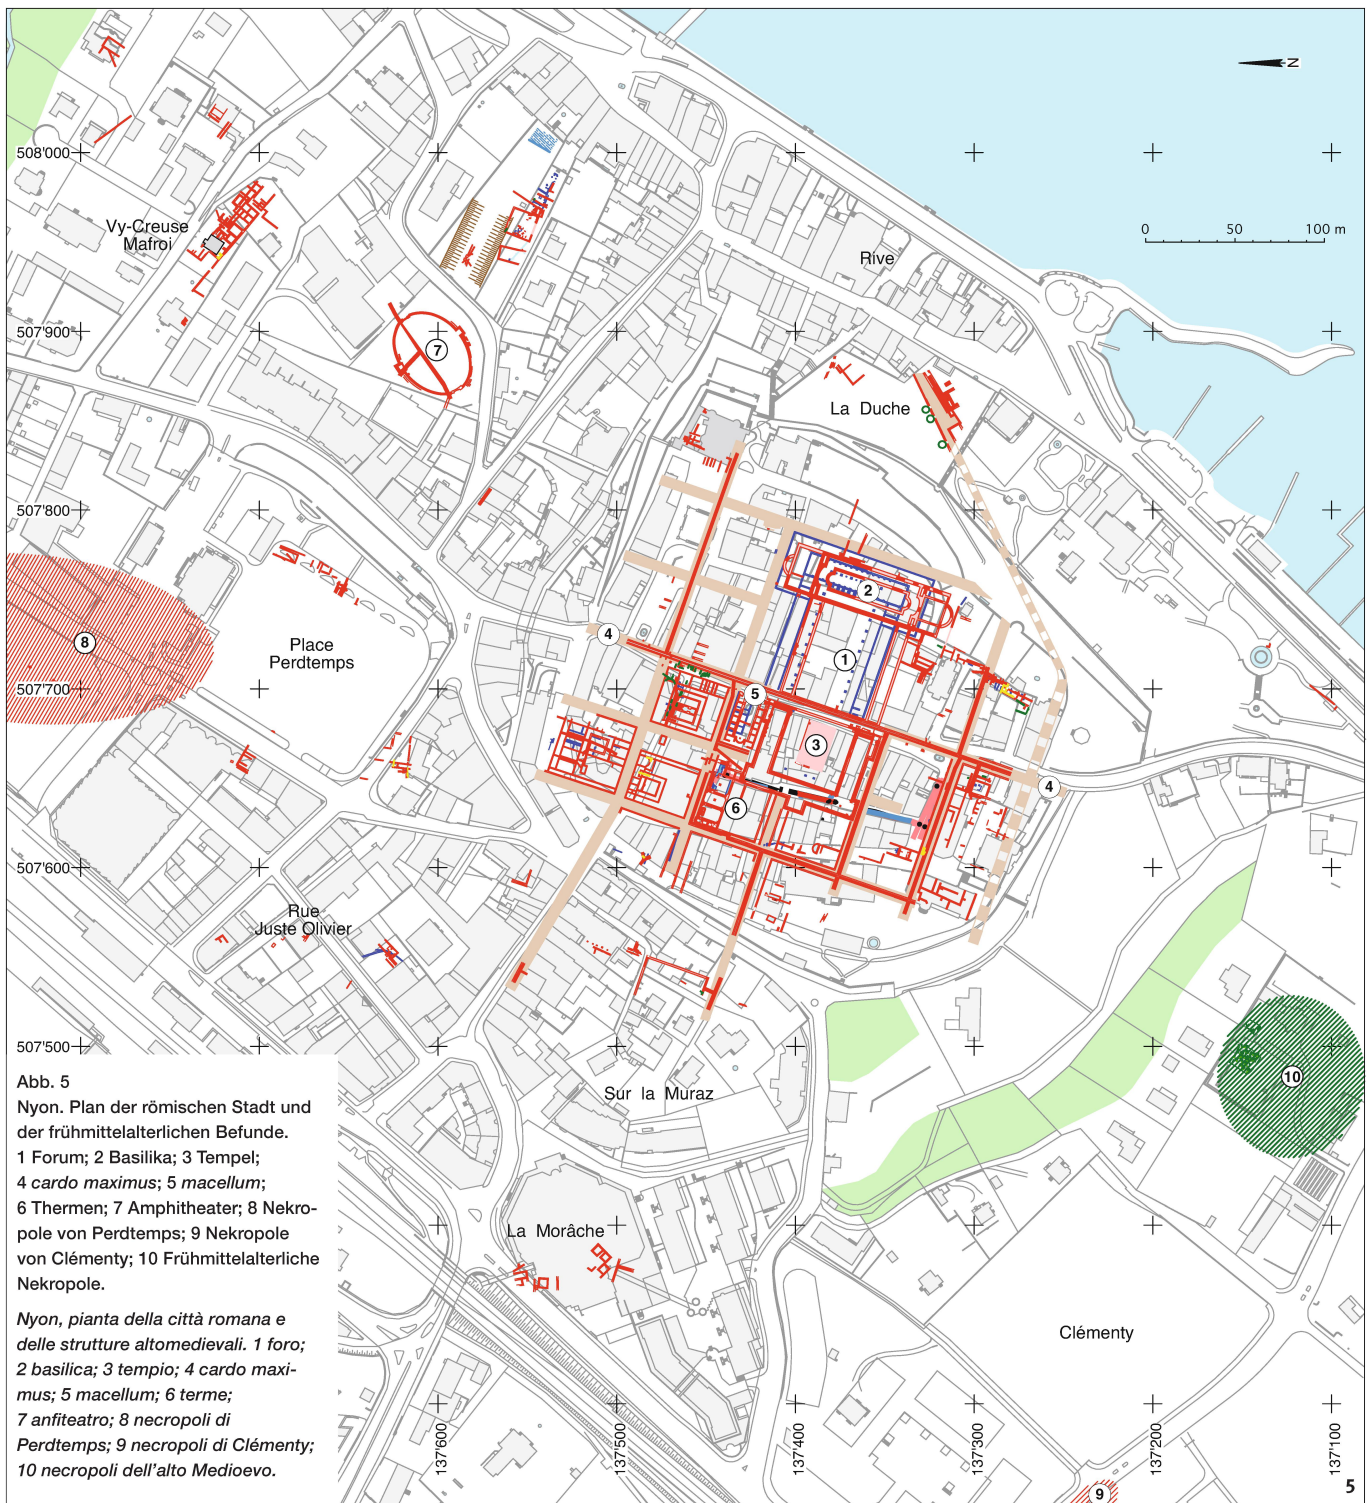 N
508'000
Vy-Creuse
Mafroi
0 50 100 m
Rive
507'900
7
La Duche
507'800
2
8
4
Place
Perdtemps
1
507'700
5
3
4
6
507'600
Rue
Juste Olivier
507'500
10
Sur la Muraz
La Morâche
Clémenty
137'600
137'500
137'400
137'300
137'200
137'100
9
5
Abb. 5
Nyon. Plan der römischen Stadt und
der frühmittelalterlichen Befunde.
1 Forum; 2 Basilika; 3 Tempel;
4 cardo maximus; 5 macellum;
6 Thermen; 7 Amphitheater; 8 Nekro-
pole von Perdtemps; 9 Nekropole
von Clémenty; 10 Frühmittelalterliche
Nekropole.
Nyon, pianta della città romana e
delle strutture altomedievali. 1 foro;
2 basilica; 3 tempio; 4 cardo maxi-
mus; 5 macellum; 6 terme;
7 anfiteatro; 8 necropoli di
Perdtemps; 9 necropoli di Clémenty;
10 necropoli dell'alto Medioevo.